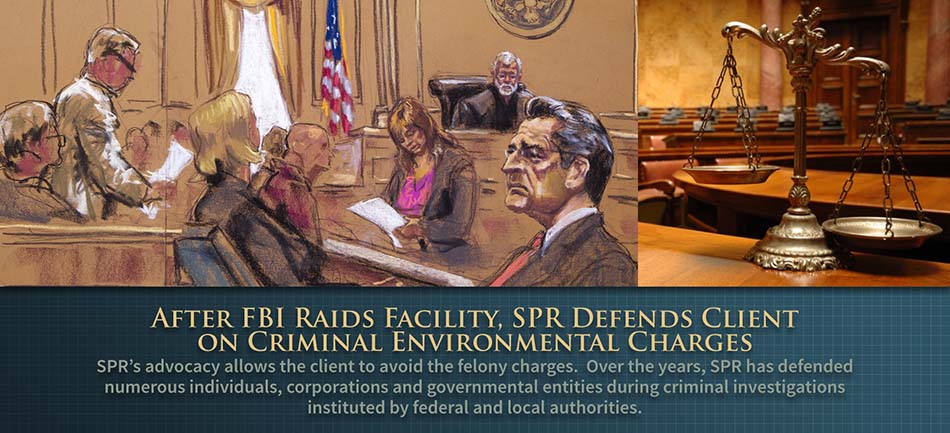 After FBI Raids Facility, SPR Defends Client
on Criminal Environmental Charges
SPR's advocacy allows the client to avoid the felony charges. Over the years, SPR has defended
numerous individuals, corporations and governmental entities during criminal investigations
instituted by federal and local authorities.